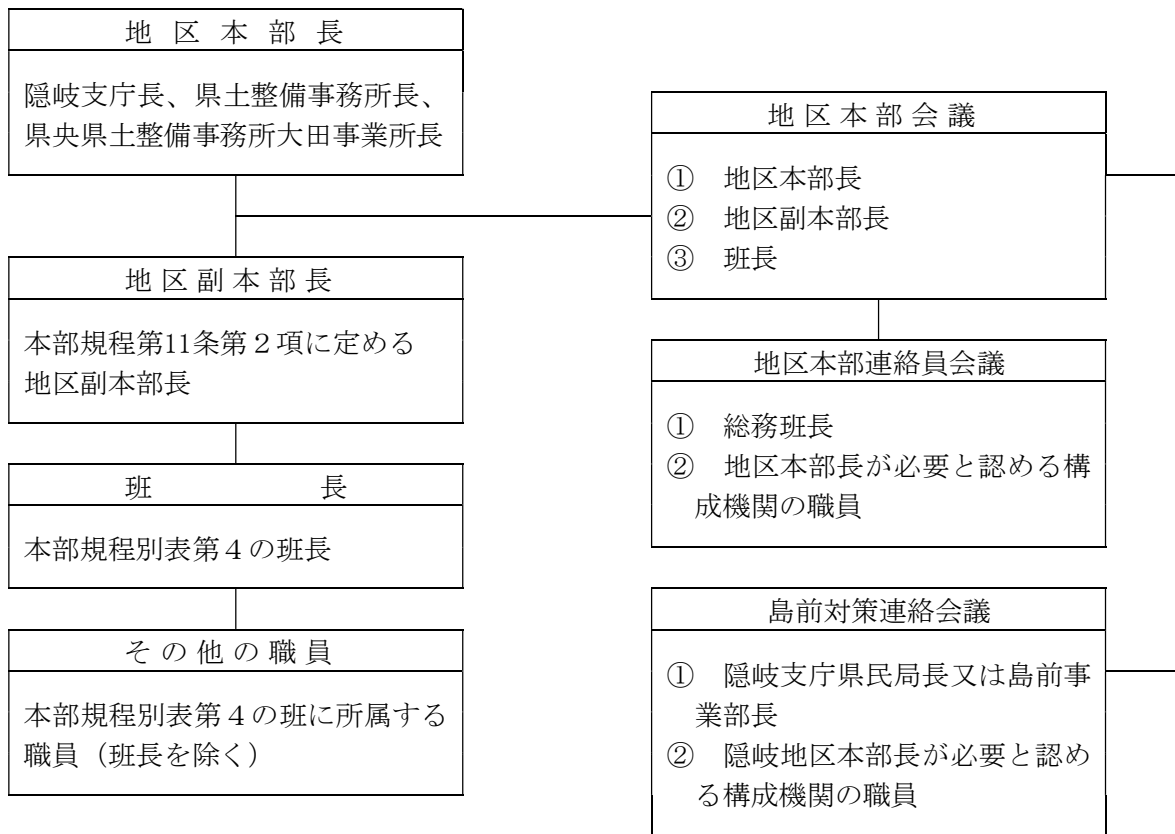 地区本部長
隠岐支庁長、県土整備事務所長、
県央県土整備事務所大田事業所長
地区副本部長
本部規程第11条第２項に定める
地区副本部長
班　　　　　長
本部規程別表第４の班長
その他の職員
本部規程別表第４の班に所属する
職員（班長を除く）
地区本部会議
①　地区本部長
②　地区副本部長
③　班長
地区本部連絡員会議
①　総務班長
②　地区本部長が必要と認める構
成機関の職員
島前対策連絡会議
①　隠岐支庁県民局長又は島前事
業部長
②　隠岐地区本部長が必要と認め
る構成機関の職員